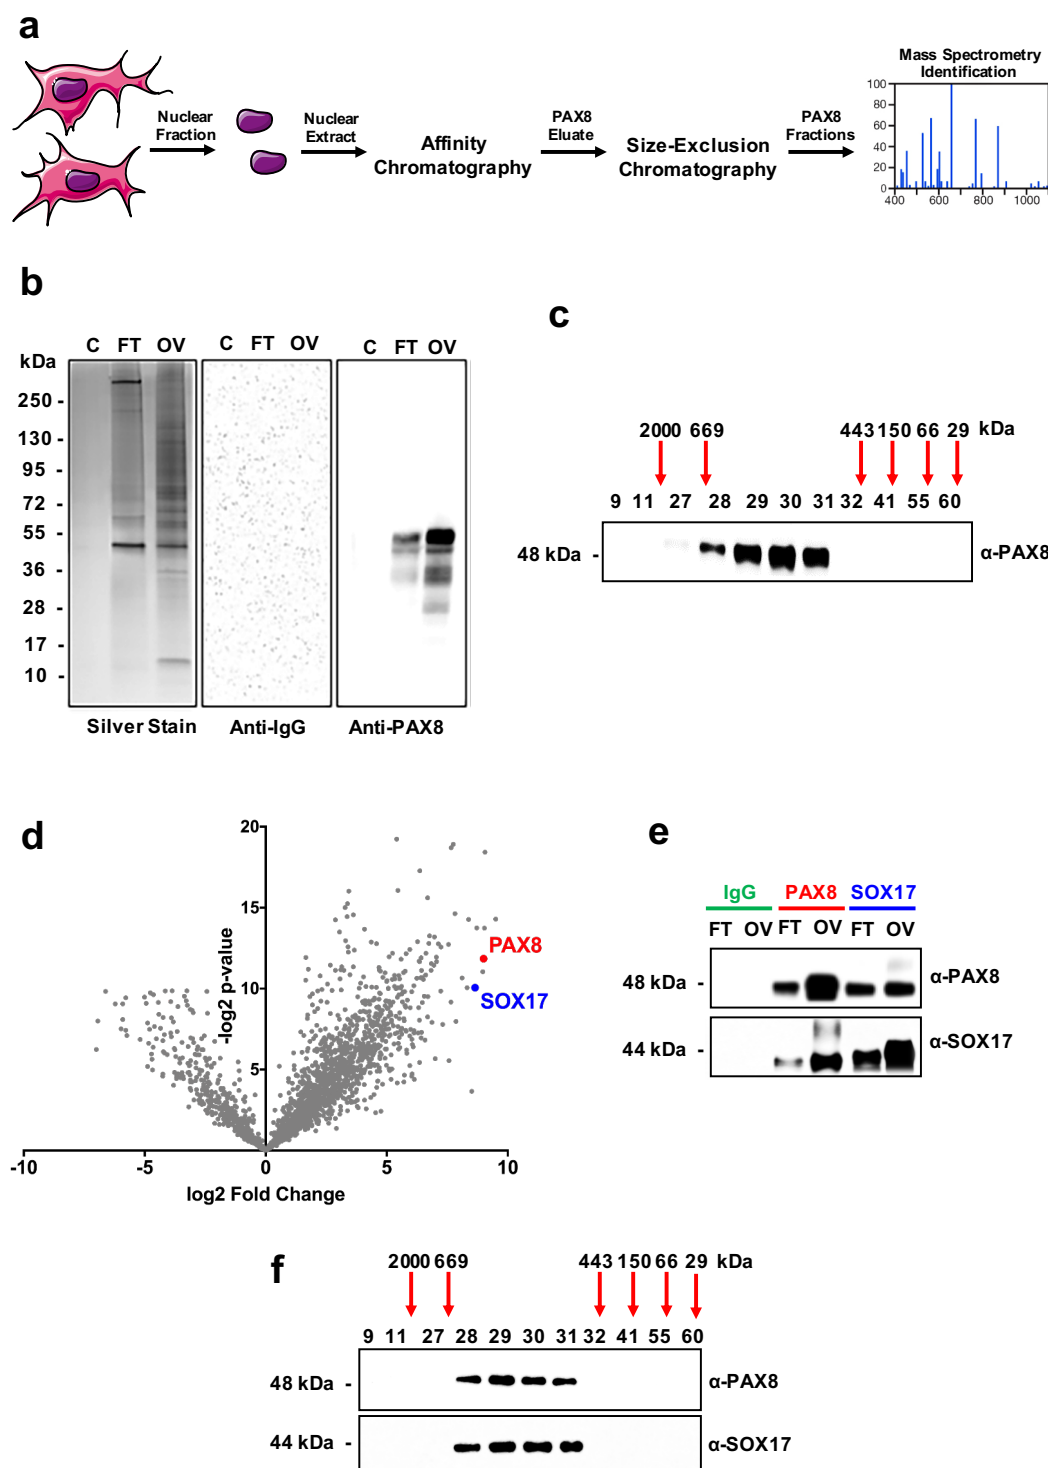 a
Nuclear
Fraction
Nuclear
Extract
Affinity
Chromatography
PAX8
Eluate
Size-Exclusion
Chromatography
PAX8
Fractions
Mass Spectrometry
Identification
100
80
60
40
20
0
400 600 800 1000
b
C FT OV C FT OV C FT OV
kDa
250 -
130 -
95 -
72 -
55 -
36 -
28 -
17 -
10 -
Silver Stain Anti-IgG Anti-PAX8
c
2000 669 443 150 66 29 kDa
9 11 27 28 29 30 31 32 41 55 60
48 kDa - α-PAX8
d
20
15
10
5
-log2 p-value
PAX8
SOX17
-10 -5 0 5 10
log2 Fold Change
e
IgG PAX8 SOX17
FT OV FT OV FT OV
48 kDa - α-PAX8
44 kDa - α-SOX17
f
2000 669 443 150 66 29 kDa
9 11 27 28 29 30 31 32 41 55 60
48 kDa - α-PAX8
44 kDa - α-SOX17